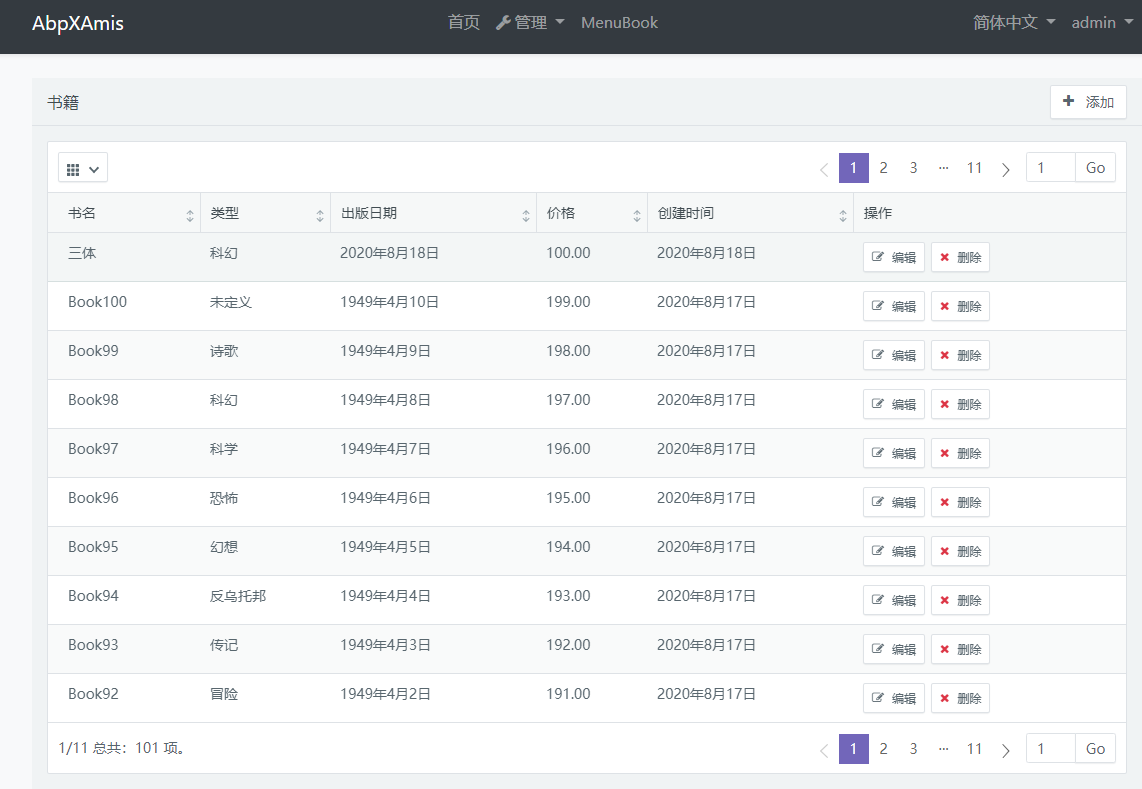 AbpXAmis 首页 管理 MenuBook 简体中文 admin
书籍 添加
1 2 3 ··· 11 1 Go
书名 类型 出版日期 价格 创建时间 操作
三体 科幻 2020年8月18日 100.00 2020年8月18日 编辑 删除
Book100 未定义 1949年4月10日 199.00 2020年8月17日 编辑 删除
Book99 诗歌 1949年4月9日 198.00 2020年8月17日 编辑 删除
Book98 科幻 1949年4月8日 197.00 2020年8月17日 编辑 删除
Book97 科学 1949年4月7日 196.00 2020年8月17日 编辑 删除
Book96 恐怖 1949年4月6日 195.00 2020年8月17日 编辑 删除
Book95 幻想 1949年4月5日 194.00 2020年8月17日 编辑 删除
Book94 反乌托邦 1949年4月4日 193.00 2020年8月17日 编辑 删除
Book93 传记 1949年4月3日 192.00 2020年8月17日 编辑 删除
Book92 冒险 1949年4月2日 191.00 2020年8月17日 编辑 删除
1/11 总共：101 项。 1 2 3 ··· 11 1 Go